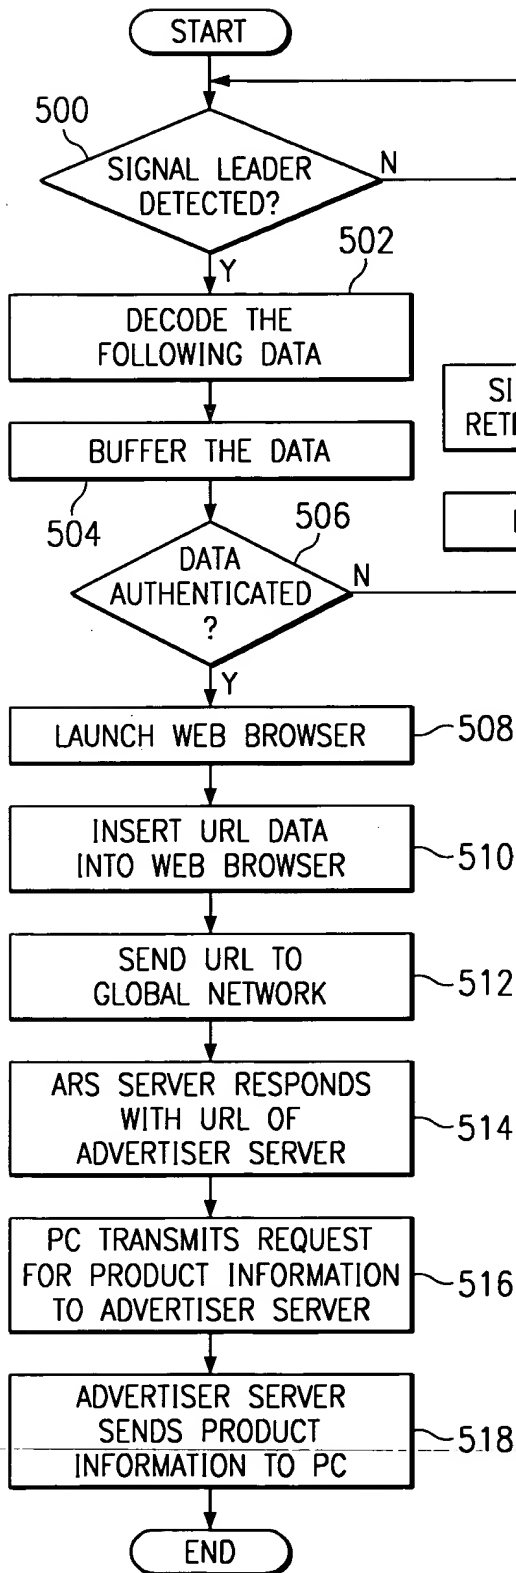 START
500
SIGNAL LEADER
DETECTED?
N
Y
502
DECODE THE
FOLLOWING DATA
BUFFER THE DATA
504
506
DATA
AUTHENTICATED
?
N
Y
LAUNCH WEB BROWSER
508
INSERT URL DATA
INTO WEB BROWSER
510
SEND URL TO
GLOBAL NETWORK
512
ARS SERVER RESPONDS
WITH URL OF
ADVERTISER SERVER
514
PC TRANSMITS REQUEST
FOR PRODUCT INFORMATION
TO ADVERTISER SERVER
516
ADVERTISER SERVER
SENDS PRODUCT
INFORMATION TO PC
518
END